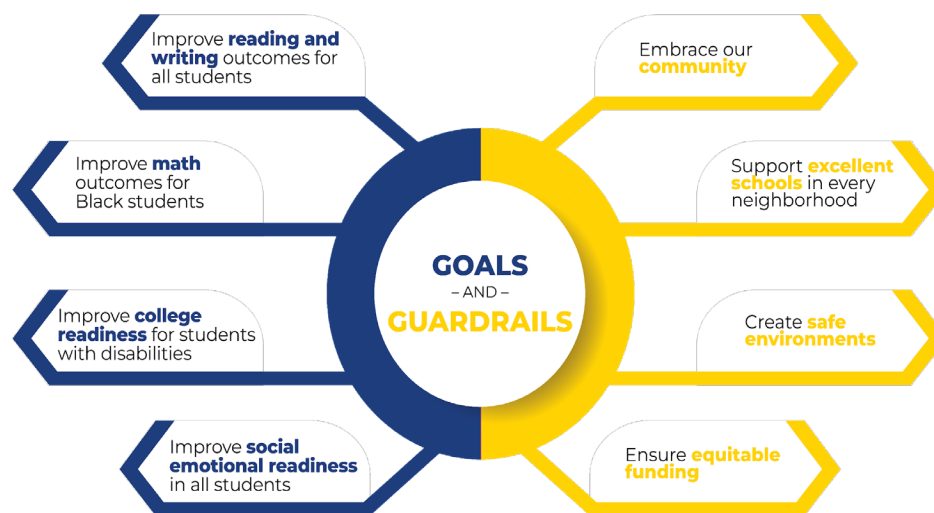 Improve reading and
writing outcomes for
all students
Improve math
outcomes for
Black students
Improve college
readiness for students
with disabilities
Improve social
emotional readiness
in all students
GOALS
– AND –
GUARDRAILS
Embrace our
community
Support excellent
schools in every
neighborhood
Create safe
environments
Ensure equitable
funding